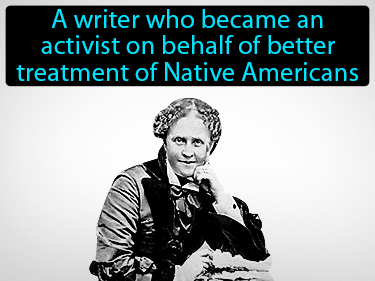 A writer who became an
activist on behalf of better
treatment of Native Americans